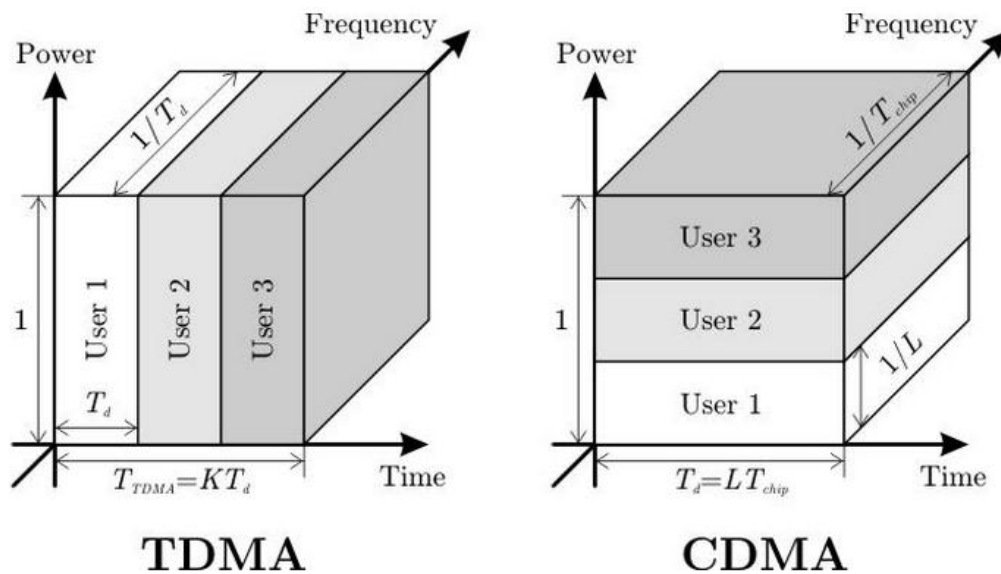 Frequency
Power
1/T_d
1
User 1
User 2
User 3
T_d
Time
T_TDMA=KT_d
TDMA
Frequency
Power
1/T_chip
1
User 3
User 2
User 1
1/L
Time
T_d=LT_chip
CDMA